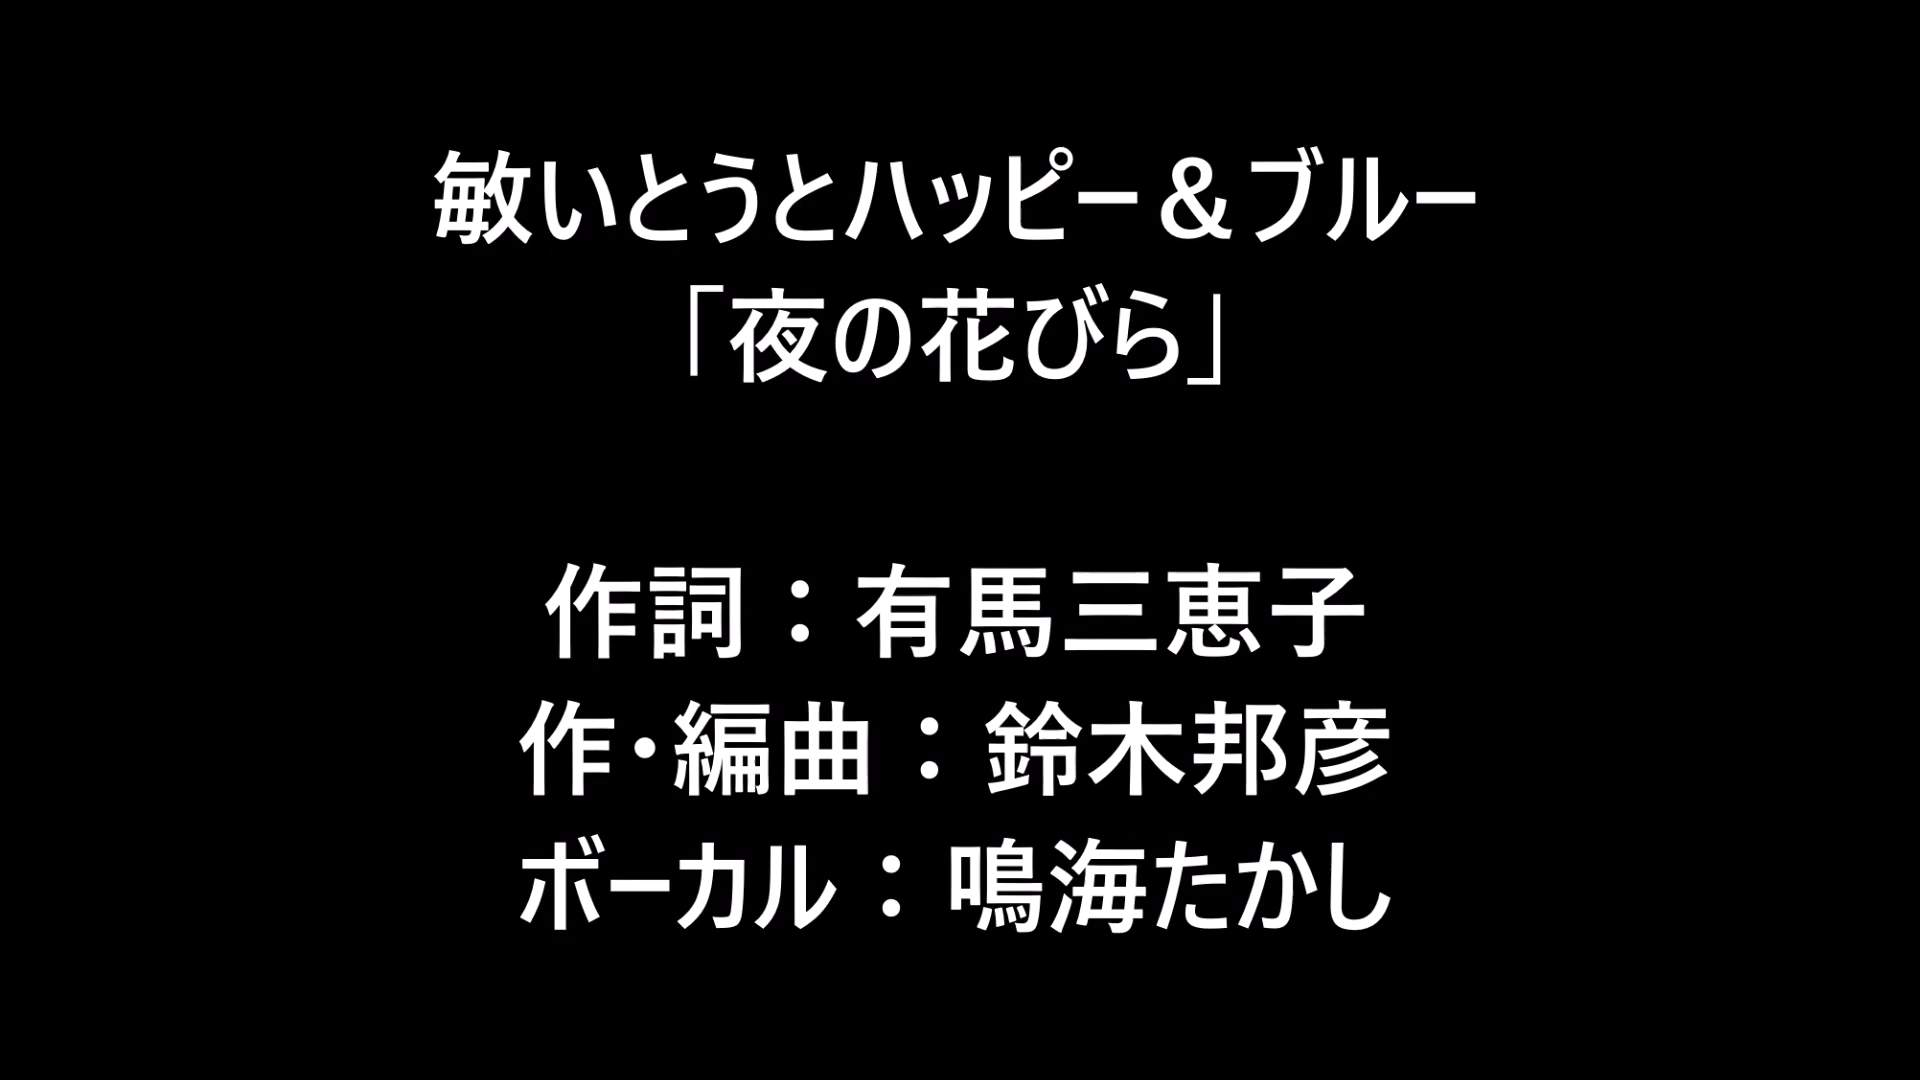 敏いとうとハッピー＆ブルー
「夜の花びら」
作詞：有馬三恵子
作・編曲：鈴木邦彦
ボーカル：鳴海たかし